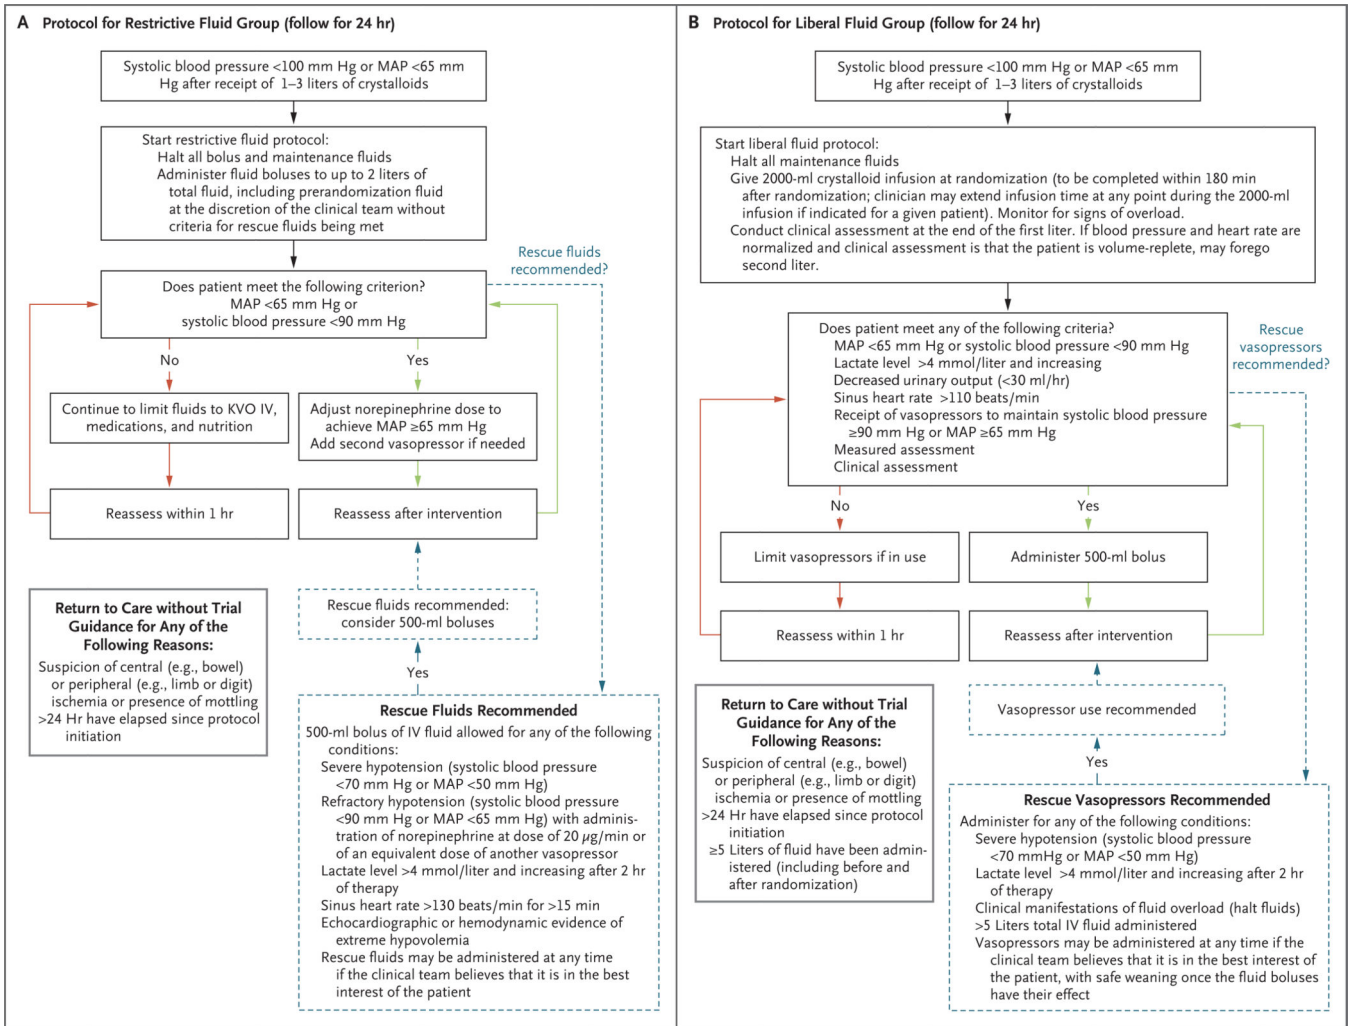 A Protocol for Restrictive Fluid Group (follow for 24 hr)
Systolic blood pressure <100 mm Hg or MAP <65 mm
Hg after receipt of 1–3 liters of crystalloids
Start restrictive fluid protocol:
Halt all bolus and maintenance fluids
Administer fluid boluses to up to 2 liters of
total fluid, including prerandomization fluid
at the discretion of the clinical team without
criteria for rescue fluids being met
Rescue fluids
recommended?
Does patient meet the following criterion?
MAP <65 mm Hg or
systolic blood pressure <90 mm Hg
No
Yes
Continue to limit fluids to KVO IV,
medications, and nutrition
Adjust norepinephrine dose to
achieve MAP ≥65 mm Hg
Add second vasopressor if needed
Reassess within 1 hr
Reassess after intervention
Rescue fluids recommended:
consider 500-ml boluses
Yes
Return to Care without Trial
Guidance for Any of the
Following Reasons:
Suspicion of central (e.g., bowel)
or peripheral (e.g., limb or digit)
ischemia or presence of mottling
>24 Hr have elapsed since protocol
initiation
Rescue Fluids Recommended
500-ml bolus of IV fluid allowed for any of the following
conditions:
Severe hypotension (systolic blood pressure
<70 mm Hg or MAP <50 mm Hg)
Refractory hypotension (systolic blood pressure
<90 mm Hg or MAP <65 mm Hg) with adminis-
tration of norepinephrine at dose of 20 µg/min or
of an equivalent dose of another vasopressor
Lactate level >4 mmol/liter and increasing after 2 hr
of therapy
Sinus heart rate >130 beats/min for >15 min
Echocardiographic or hemodynamic evidence of
extreme hypovolemia
Rescue fluids may be administered at any time
if the clinical team believes that it is in the best
interest of the patient
B Protocol for Liberal Fluid Group (follow for 24 hr)
Systolic blood pressure <100 mm Hg or MAP <65 mm
Hg after receipt of 1–3 liters of crystalloids
Start liberal fluid protocol:
Halt all maintenance fluids
Give 2000-ml crystalloid infusion at randomization (to be completed within 180 min
after randomization; clinician may extend infusion time at any point during the 2000-ml
infusion if indicated for a given patient). Monitor for signs of overload.
Conduct clinical assessment at the end of the first liter. If blood pressure and heart rate are
normalized and clinical assessment is that the patient is volume-replete, may forego
second liter.
Does patient meet any of the following criteria?
MAP <65 mm Hg or systolic blood pressure <90 mm Hg
Lactate level >4 mmol/liter and increasing
Decreased urinary output (<30 ml/hr)
Sinus heart rate >110 beats/min
Receipt of vasopressors to maintain systolic blood pressure
≥90 mm Hg or MAP ≥65 mm Hg
Measured assessment
Clinical assessment
Rescue
vasopressors
recommended?
No
Yes
Limit vasopressors if in use
Administer 500-ml bolus
Reassess within 1 hr
Reassess after intervention
Vasopressor use recommended
Yes
Return to Care without Trial
Guidance for Any of the
Following Reasons:
Suspicion of central (e.g., bowel)
or peripheral (e.g., limb or digit)
ischemia or presence of mottling
>24 Hr have elapsed since protocol
initiation
≥5 Liters of fluid have been admin-
istered (including before and
after randomization)
Rescue Vasopressors Recommended
Administer for any of the following conditions:
Severe hypotension (systolic blood pressure
<70 mmHg or MAP <50 mm Hg)
Lactate level >4 mmol/liter and increasing after 2 hr
of therapy
Clinical manifestations of fluid overload (halt fluids)
>5 Liters total IV fluid administered
Vasopressors may be administered at any time if the
clinical team believes that it is in the best interest of
the patient, with safe weaning once the fluid boluses
have their effect